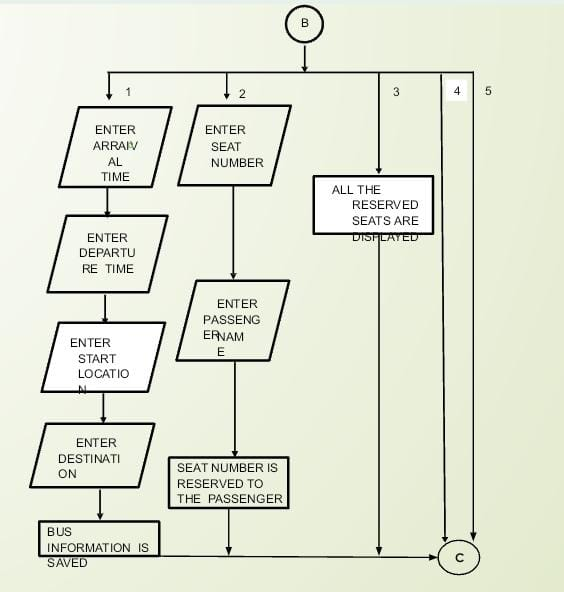 B
1
2
3
4
5
ENTER
ARRAIV
AL
TIME
ENTER
SEAT
NUMBER
ALL THE
RESERVED
SEATS ARE
DISPLAYED
ENTER
DEPARTU
RE TIME
ENTER
PASSENG
ERNAM
E
ENTER
START
LOCATIO
N
ENTER
DESTINATI
ON
SEAT NUMBER IS
RESERVED TO
THE PASSENGER
BUS
INFORMATION IS
SAVED
C